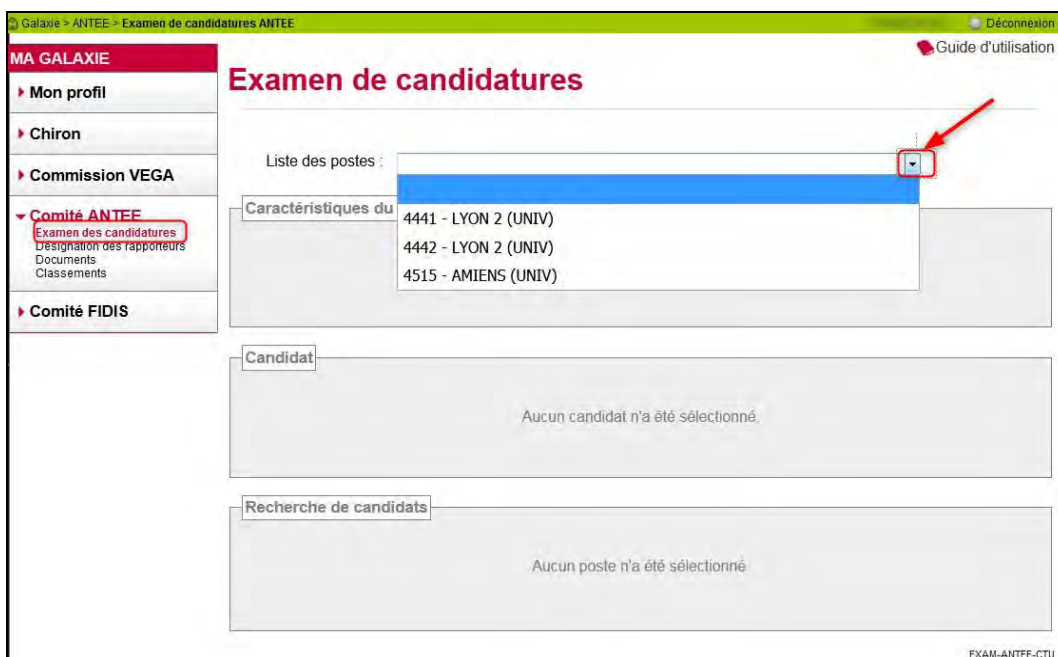 Galaxie > ANTEE > Examen de candidatures ANTEE
Déconnexion
Guide d'utilisation
MA GALAXIE
Mon profil
Chiron
Commission VEGA
Comité ANTEE
Examen des candidatures
Désignation des rapporteurs
Documents
Classements
Comité FIDIS
Examen de candidatures
Liste des postes :
Caractéristiques du
4441 - LYON 2 (UNIV)
4442 - LYON 2 (UNIV)
4515 - AMIENS (UNIV)
Candidat
Aucun candidat n'a été sélectionné.
Recherche de candidats
Aucun poste n'a été sélectionné
EXAM-ANTEE-CTU